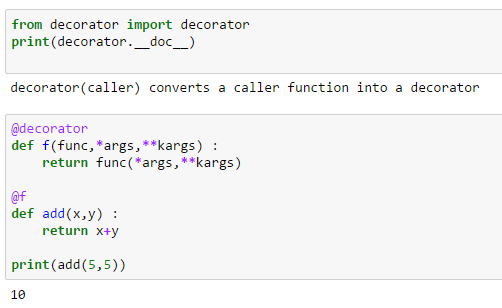 from decorator import decorator
print(decorator.__doc__)
decorator(caller) converts a caller function into a decorator
@decorator
def f(func,*args,**kargs) :
    return func(*args,**kargs)
@f
def add(x,y) :
    return x+y
print(add(5,5))
10